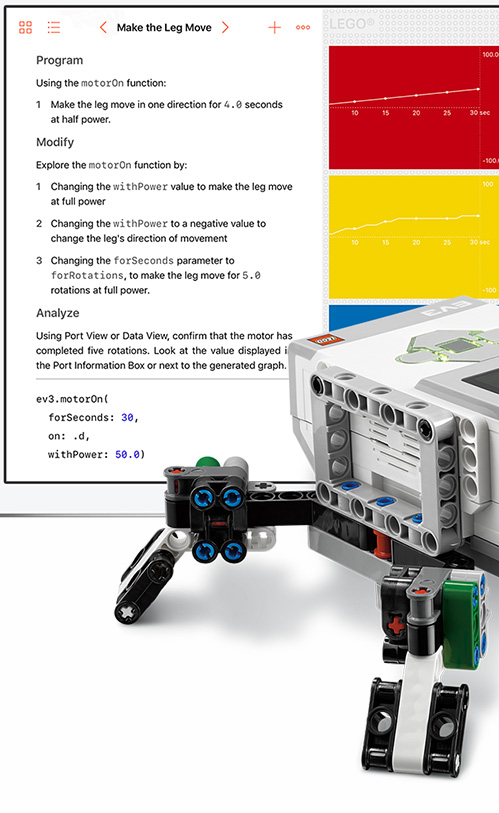 Make the Leg Move
LEGO®
Program
Using the motorOn function:
1 Make the leg move in one direction for 4.0 seconds
at half power.
Modify
Explore the motorOn function by:
1 Changing the withPower value to make the leg move
at full power
2 Changing the withPower to a negative value to
change the leg's direction of movement
3 Changing the forSeconds parameter to
forRotations, to make the leg move for 5.0
rotations at full power.
Analyze
Using Port View or Data View, confirm that the motor has
completed five rotations. Look at the value displayed
the Port Information Box or next to the generated graph.
ev3.motorOn(
forSeconds: 30,
on: .d,
withPower: 50.0)
100.0
10 15 20 25 30 sec
-100.0
100
10 15 20 25 30 sec
-100
LEGO
EV3